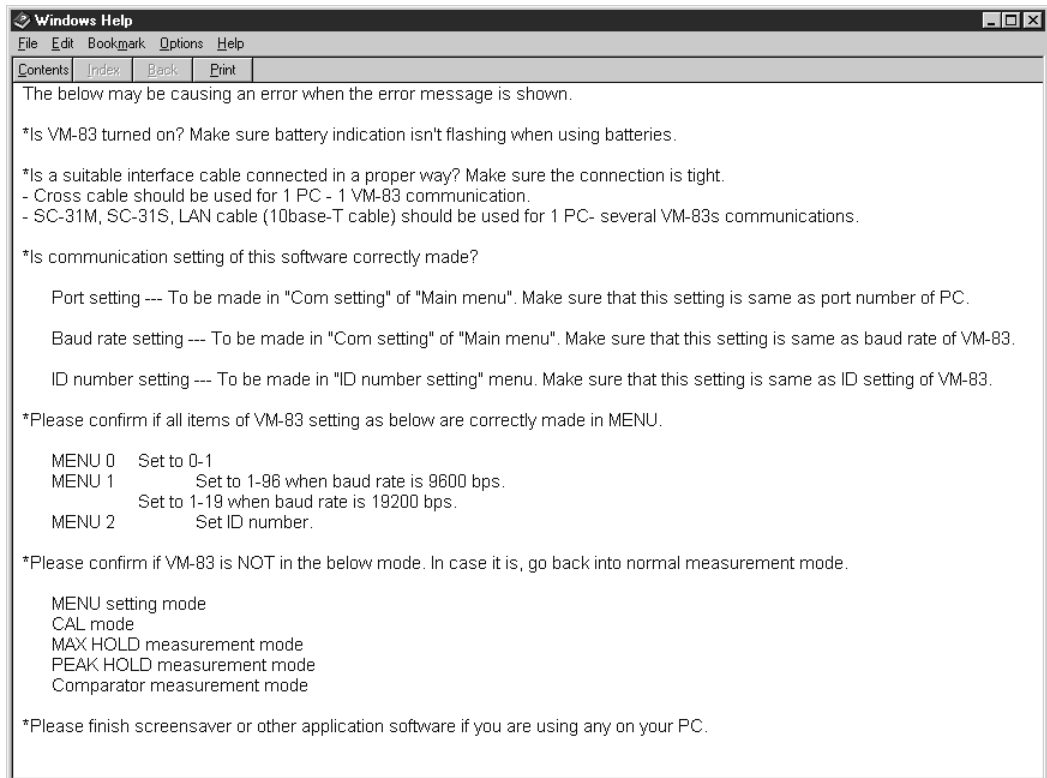 Windows Help
File Edit Bookmark Options Help
Contents Index Back Print
The below may be causing an error when the error message is shown.
*Is VM-83 turned on? Make sure battery indication isn't flashing when using batteries.
*Is a suitable interface cable connected in a proper way? Make sure the connection is tight.
- Cross cable should be used for 1 PC - 1 VM-83 communication.
- SC-31M, SC-31S, LAN cable (10base-T cable) should be used for 1 PC- several VM-83s communications.
*Is communication setting of this software correctly made?
Port setting --- To be made in "Com setting" of "Main menu". Make sure that this setting is same as port number of PC.
Baud rate setting --- To be made in "Com setting" of "Main menu". Make sure that this setting is same as baud rate of VM-83.
ID number setting --- To be made in "ID number setting" menu. Make sure that this setting is same as ID setting of VM-83.
*Please confirm if all items of VM-83 setting as below are correctly made in MENU.
MENU 0 Set to 0-1
MENU 1 Set to 1-96 when baud rate is 9600 bps.
Set to 1-19 when baud rate is 19200 bps.
MENU 2 Set ID number.
*Please confirm if VM-83 is NOT in the below mode. In case it is, go back into normal measurement mode.
MENU setting mode
CAL mode
MAX HOLD measurement mode
PEAK HOLD measurement mode
Comparator measurement mode
*Please finish screensaver or other application software if you are using any on your PC.